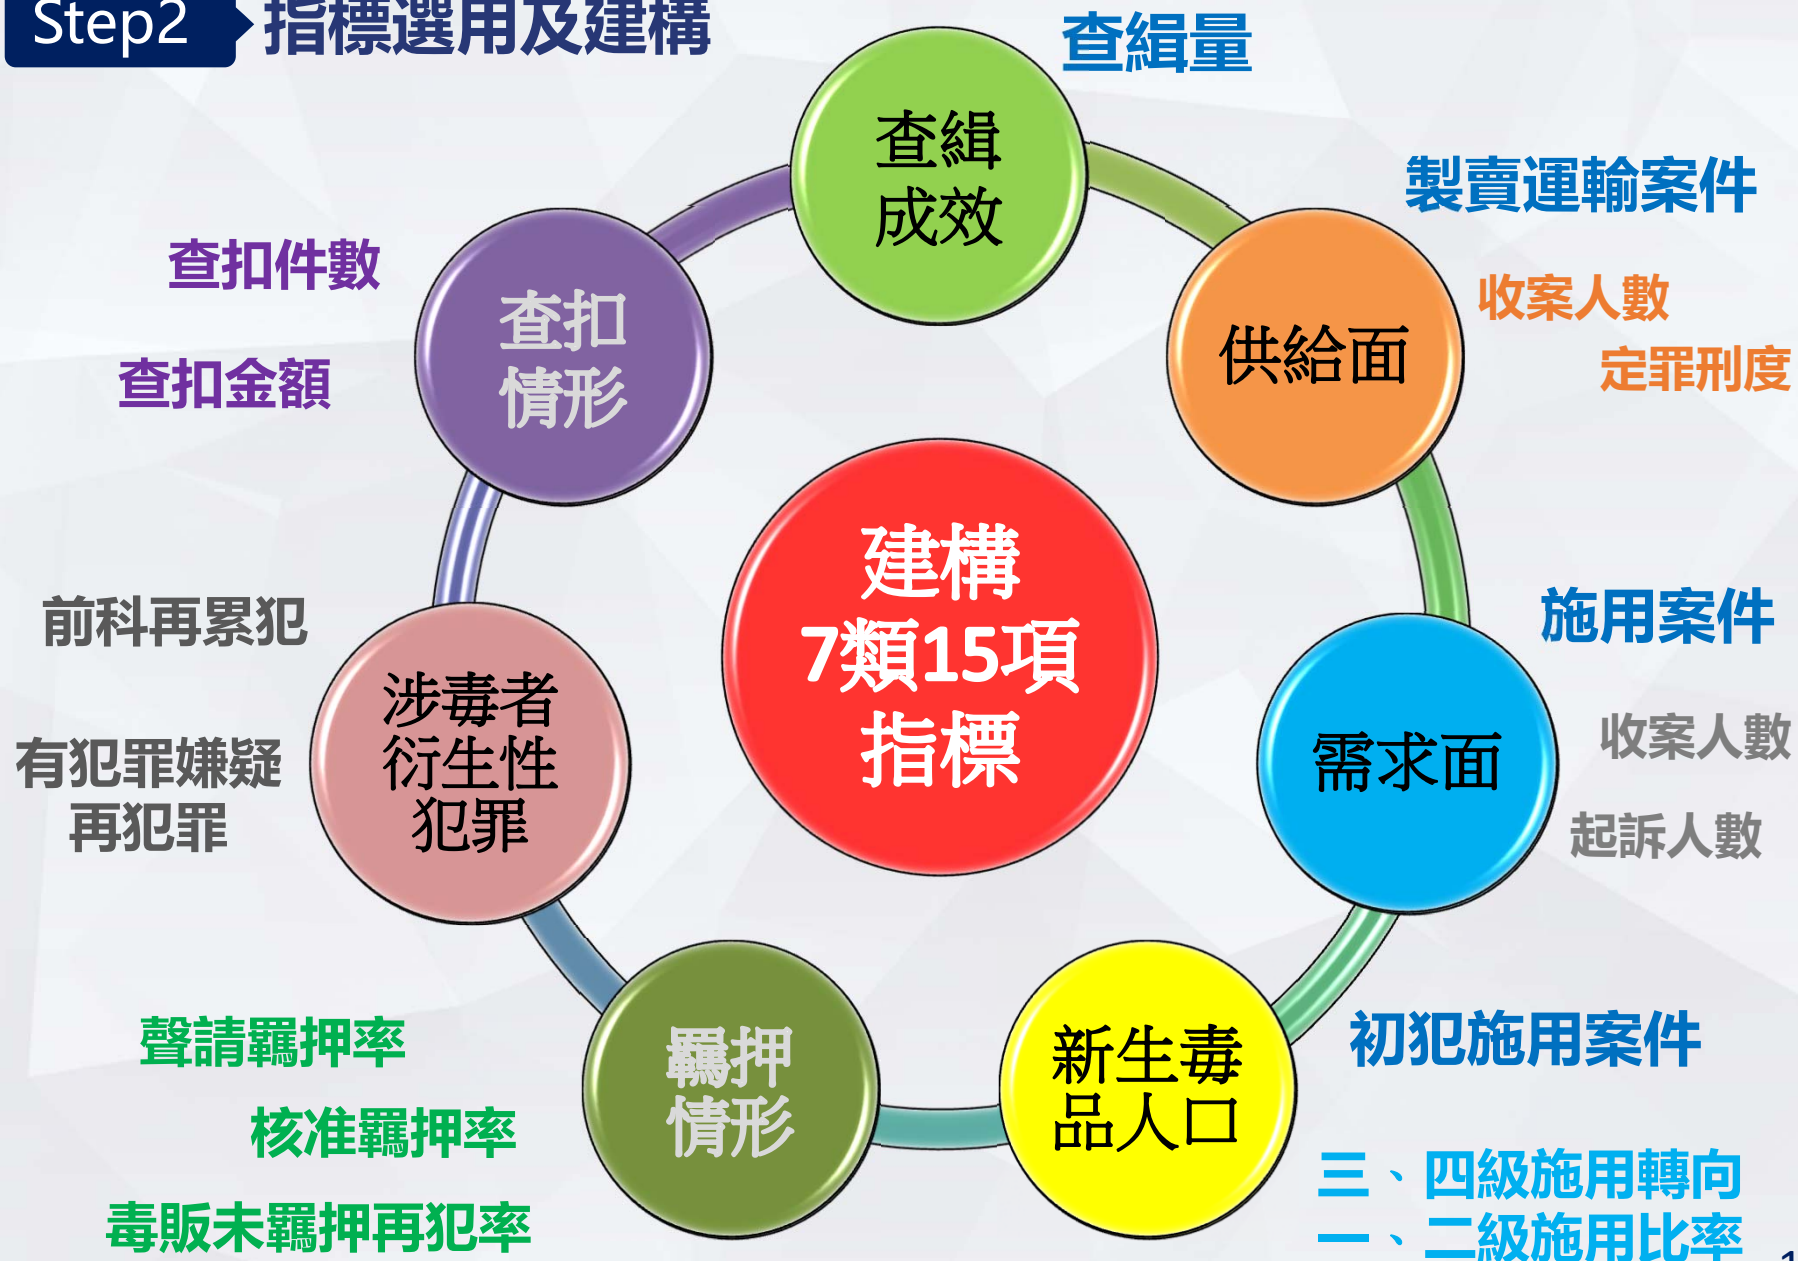 Step2 指標選用及建構
查緝量
查緝
成效
製賣運輸案件
收案人數
定罪刑度
供給面
查扣件數
查扣金額
查扣
情形
建構
7類15項
指標
施用案件
收案人數
起訴人數
需求面
前科再累犯
有犯罪嫌疑
再犯罪
涉毒者
衍生性
犯罪
初犯施用案件
三、四級施用轉向
一、二級施用比率
新生毒
品人口
羈押
情形
聲請羈押率
核准羈押率
毒販未羈押再犯率